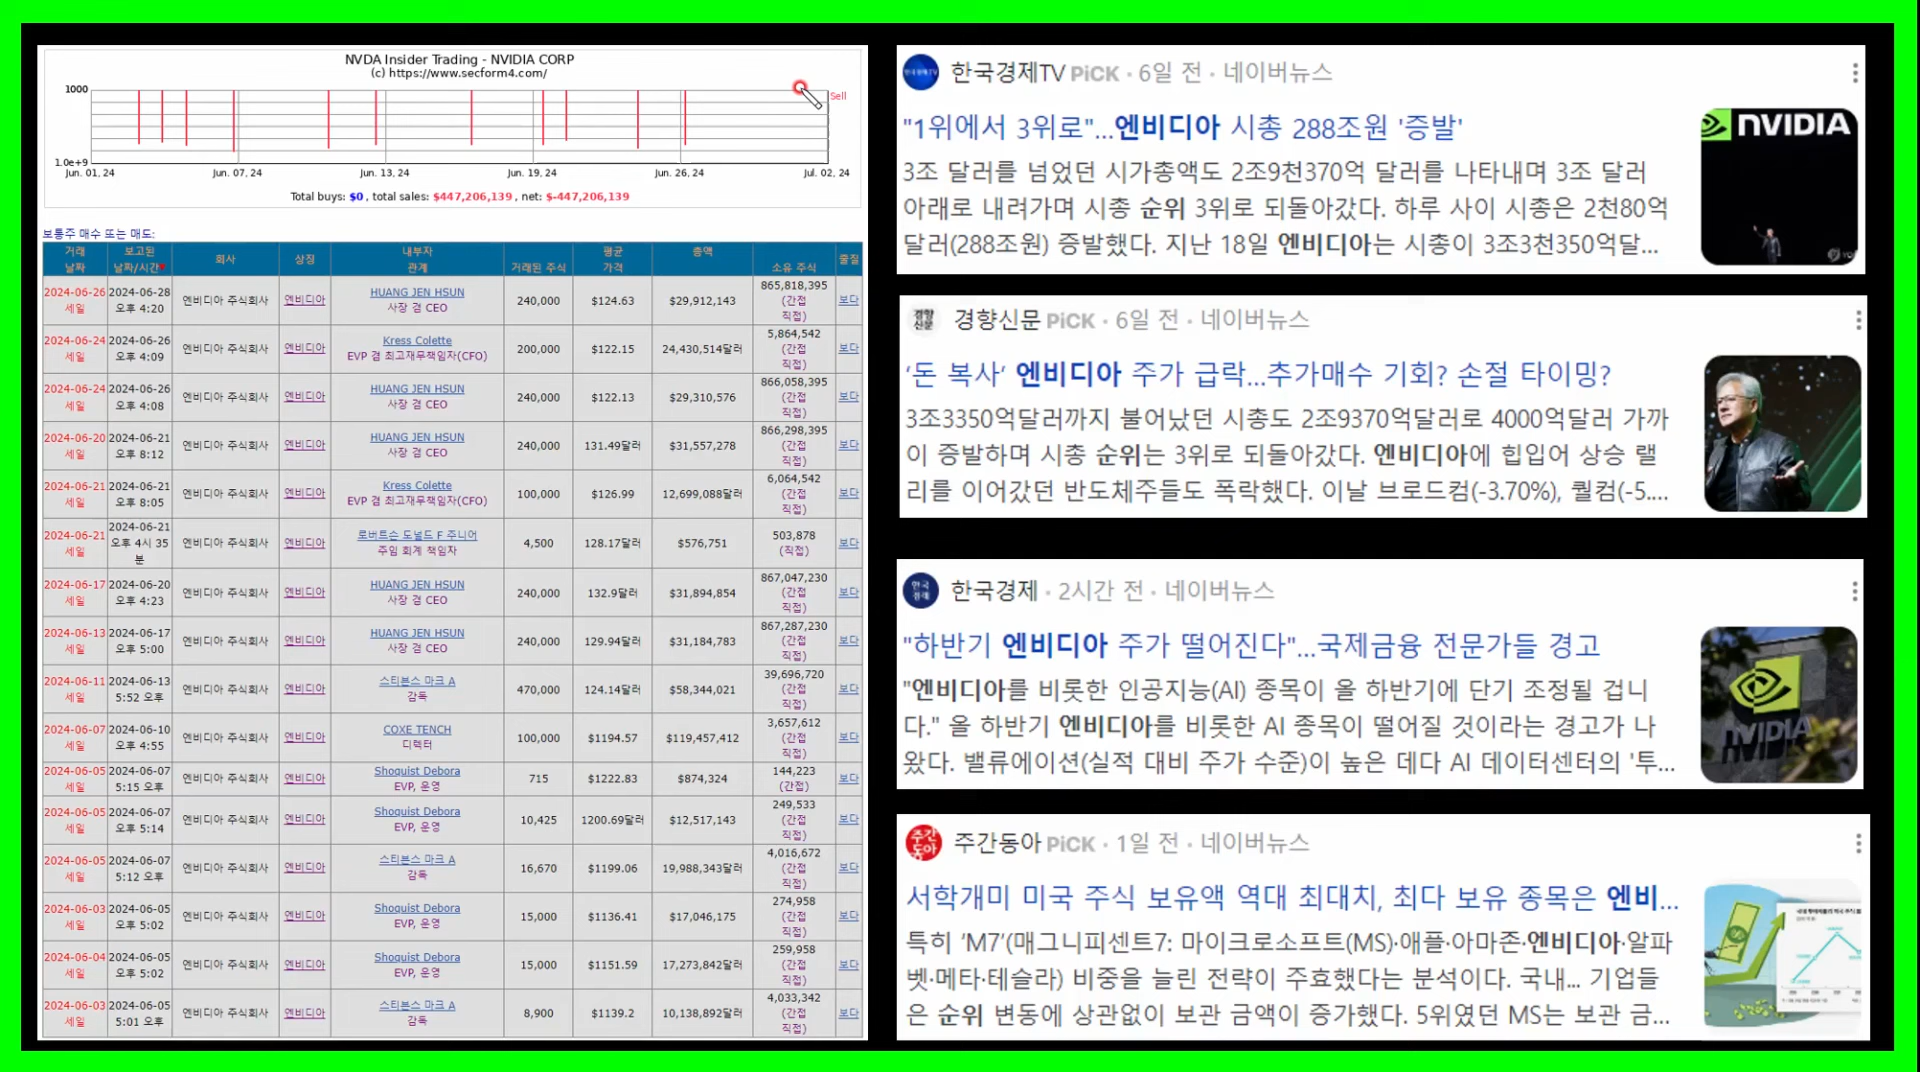 NVDA Insider Trading - NVIDIA CORP
(c) https://www.secform4.com/
1000
Sell
1.0e+9
Jun. 01, 24 Jun. 07, 24 Jun. 13, 24 Jun. 19, 24 Jun. 26, 24 Jul. 02, 24
Total buys: $0 , total sales: $447,206,139 , net: $-447,206,139
보통주 매수 또는 매도:
거래 날짜 보고된 날짜/시간 회사 상징 내부자 관계 거래된 주식 평균 가격 총액 소유 주식 줄질
2024-06-26 세일 2024-06-28 오후 4:20 엔비디아 주식회사 엔비디아 HUANG JEN HSUN 사장 겸 CEO 240,000 $124.63 $29,912,143 865,818,395 (간접 직접) 보다
2024-06-24 세일 2024-06-26 오후 4:09 엔비디아 주식회사 엔비디아 Kress Colette EVP 겸 최고재무책임자(CFO) 200,000 $122.15 24,430,514달러 5,864,542 (간접 직접) 보다
2024-06-24 세일 2024-06-26 오후 4:08 엔비디아 주식회사 엔비디아 HUANG JEN HSUN 사장 겸 CEO 240,000 $122.13 $29,310,576 866,058,395 (간접 직접) 보다
2024-06-20 세일 2024-06-21 오후 8:12 엔비디아 주식회사 엔비디아 HUANG JEN HSUN 사장 겸 CEO 240,000 131.49달러 $31,557,278 866,298,395 (간접 직접) 보다
2024-06-21 세일 2024-06-21 오후 8:05 엔비디아 주식회사 엔비디아 Kress Colette EVP 겸 최고재무책임자(CFO) 100,000 $126.99 12,699,088달러 6,064,542 (간접 직접) 보다
2024-06-21 세일 2024-06-21 오후 4시 35분 엔비디아 주식회사 엔비디아 로버트슨 도널드 F 주니어 주임 회계 책임자 4,500 128.17달러 $576,751 503,878 (직접) 보다
2024-06-17 세일 2024-06-20 오후 4:23 엔비디아 주식회사 엔비디아 HUANG JEN HSUN 사장 겸 CEO 240,000 132.9달러 $31,894,854 867,047,230 (간접 직접) 보다
2024-06-13 세일 2024-06-17 오후 5:00 엔비디아 주식회사 엔비디아 HUANG JEN HSUN 사장 겸 CEO 240,000 129.94달러 $31,184,783 867,287,230 (간접 직접) 보다
2024-06-11 세일 2024-06-13 5:52 오후 엔비디아 주식회사 엔비디아 스티븐스 마크 A 감독 470,000 124.14달러 $58,344,021 39,696,720 (간접 직접) 보다
2024-06-07 세일 2024-06-10 오후 4:55 엔비디아 주식회사 엔비디아 COXE TENCH 디렉터 100,000 $1194.57 $119,457,412 3,657,612 (간접 직접) 보다
2024-06-05 세일 2024-06-07 5:15 오후 엔비디아 주식회사 엔비디아 Shoquist Debora EVP, 운영 715 $1222.83 $874,324 144,223 (간접) 보다
2024-06-05 세일 2024-06-07 오후 5:14 엔비디아 주식회사 엔비디아 Shoquist Debora EVP, 운영 10,425 1200.69달러 $12,517,143 249,533 (간접 직접) 보다
2024-06-05 세일 2024-06-07 5:12 오후 엔비디아 주식회사 엔비디아 스티븐스 마크 A 감독 16,670 $1199.06 19,988,343달러 4,016,672 (간접 직접) 보다
2024-06-03 세일 2024-06-05 오후 5:02 엔비디아 주식회사 엔비디아 Shoquist Debora EVP, 운영 15,000 $1136.41 $17,046,175 274,958 (간접 직접) 보다
2024-06-04 세일 2024-06-05 오후 5:02 엔비디아 주식회사 엔비디아 Shoquist Debora EVP, 운영 15,000 $1151.59 17,273,842달러 259,958 (간접 직접) 보다
2024-06-03 세일 2024-06-05 5:01 오후 엔비디아 주식회사 엔비디아 스티븐스 마크 A 감독 8,900 $1139.2 10,138,892달러 4,033,342 (간접 직접) 보다
한국경제TV PiCK · 6일 전 · 네이버뉴스
"1위에서 3위로"...엔비디아 시총 288조원 '증발'
3조 달러를 넘었던 시가총액도 2조9천370억 달러를 나타내며 3조 달러
아래로 내려가며 시총 순위 3위로 되돌아갔다. 하루 사이 시총은 2천80억
달러(288조원) 증발했다. 지난 18일 엔비디아는 시총이 3조3천350억달...
NVIDIA
경향신문 PiCK · 6일 전 · 네이버뉴스
‘돈 복사’ 엔비디아 주가 급락...추가매수 기회? 손절 타이밍?
3조3350억달러까지 불어났던 시총도 2조9370억달러로 4000억달러 가까
이 증발하며 시총 순위는 3위로 되돌아갔다. 엔비디아에 힙입어 상승 랠
리를 이어갔던 반도체주들도 폭락했다. 이날 브로드컴(-3.70%), 퀄컴(-5....
한국경제 · 2시간 전 · 네이버뉴스
"하반기 엔비디아 주가 떨어진다"...국제금융 전문가들 경고
"엔비디아를 비롯한 인공지능(AI) 종목이 올 하반기에 단기 조정될 겁니
다." 올 하반기 엔비디아를 비롯한 AI 종목이 떨어질 것이라는 경고가 나
왔다. 밸류에이션(실적 대비 주가 수준)이 높은 데다 AI 데이터센터의 '투...
NVIDIA
주간동아 PiCK · 1일 전 · 네이버뉴스
서학개미 미국 주식 보유액 역대 최대치, 최다 보유 종목은 엔비...
특히 ‘M7’(매그니피센트7: 마이크로소프트(MS)·애플·아마존·엔비디아·알파
벳·메타·테슬라) 비중을 늘린 전략이 주효했다는 분석이다. 국내... 기업들
은 순위 변동에 상관없이 보관 금액이 증가했다. 5위였던 MS는 보관 금...